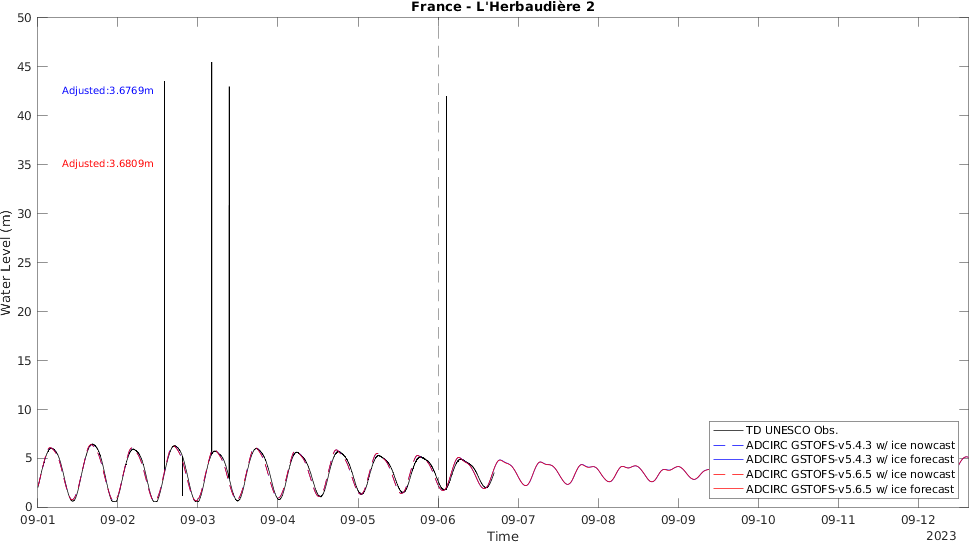 France - L'Herbaudière 2
50
45
40
35
30
25
20
15
10
5
0
Water Level (m)
Adjusted:3.6769m
Adjusted:3.6809m
TD UNESCO Obs.
ADCIRC GSTOFS-v5.4.3 w/ ice nowcast
ADCIRC GSTOFS-v5.4.3 w/ ice forecast
ADCIRC GSTOFS-v5.6.5 w/ ice nowcast
ADCIRC GSTOFS-v5.6.5 w/ ice forecast
09-01 09-02 09-03 09-04 09-05 09-06 09-07 09-08 09-09 09-10 09-11 09-12
Time
2023